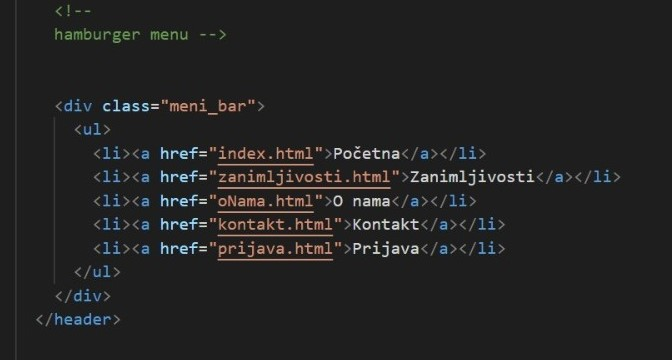 <!--
hamburger menu -->
<div class="meni_bar">
<ul>
<li><a href="index.html">Početna</a></li>
<li><a href="zanimljivosti.html">Zanimljivosti</a></li>
<li><a href="oNama.html">O nama</a></li>
<li><a href="kontakt.html">Kontakt</a></li>
<li><a href="prijava.html">Prijava</a></li>
</ul>
</div>
</header>